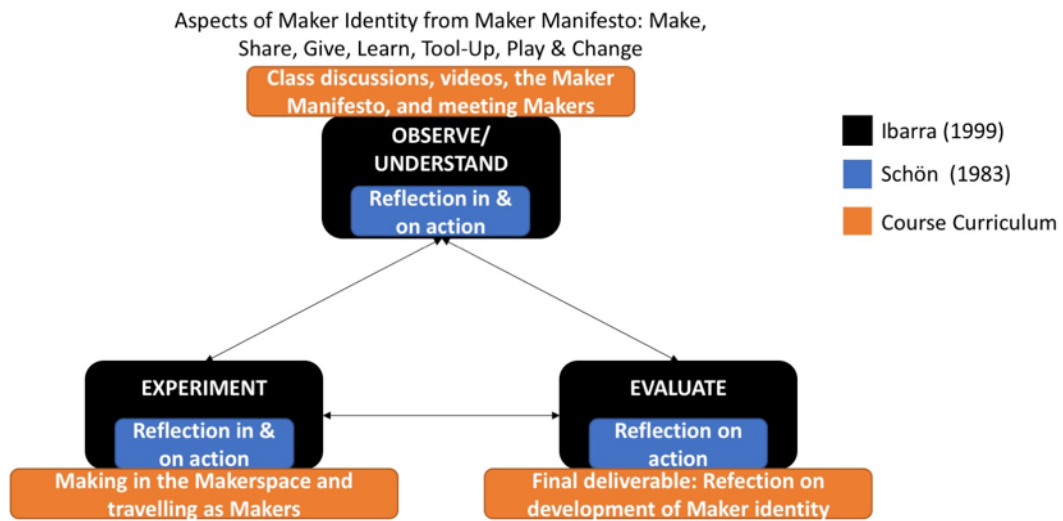 Aspects of Maker Identity from Maker Manifesto: Make,
Share, Give, Learn, Tool-Up, Play & Change
Class discussions, videos, the Maker
Manifesto, and meeting Makers
OBSERVE/
UNDERSTAND
Reflection in &
on action
Ibarra (1999)
Schön (1983)
Course Curriculum
EXPERIMENT
Reflection in &
on action
Making in the Makerspace and
travelling as Makers
EVALUATE
Reflection on
action
Final deliverable: Refection on
development of Maker identity